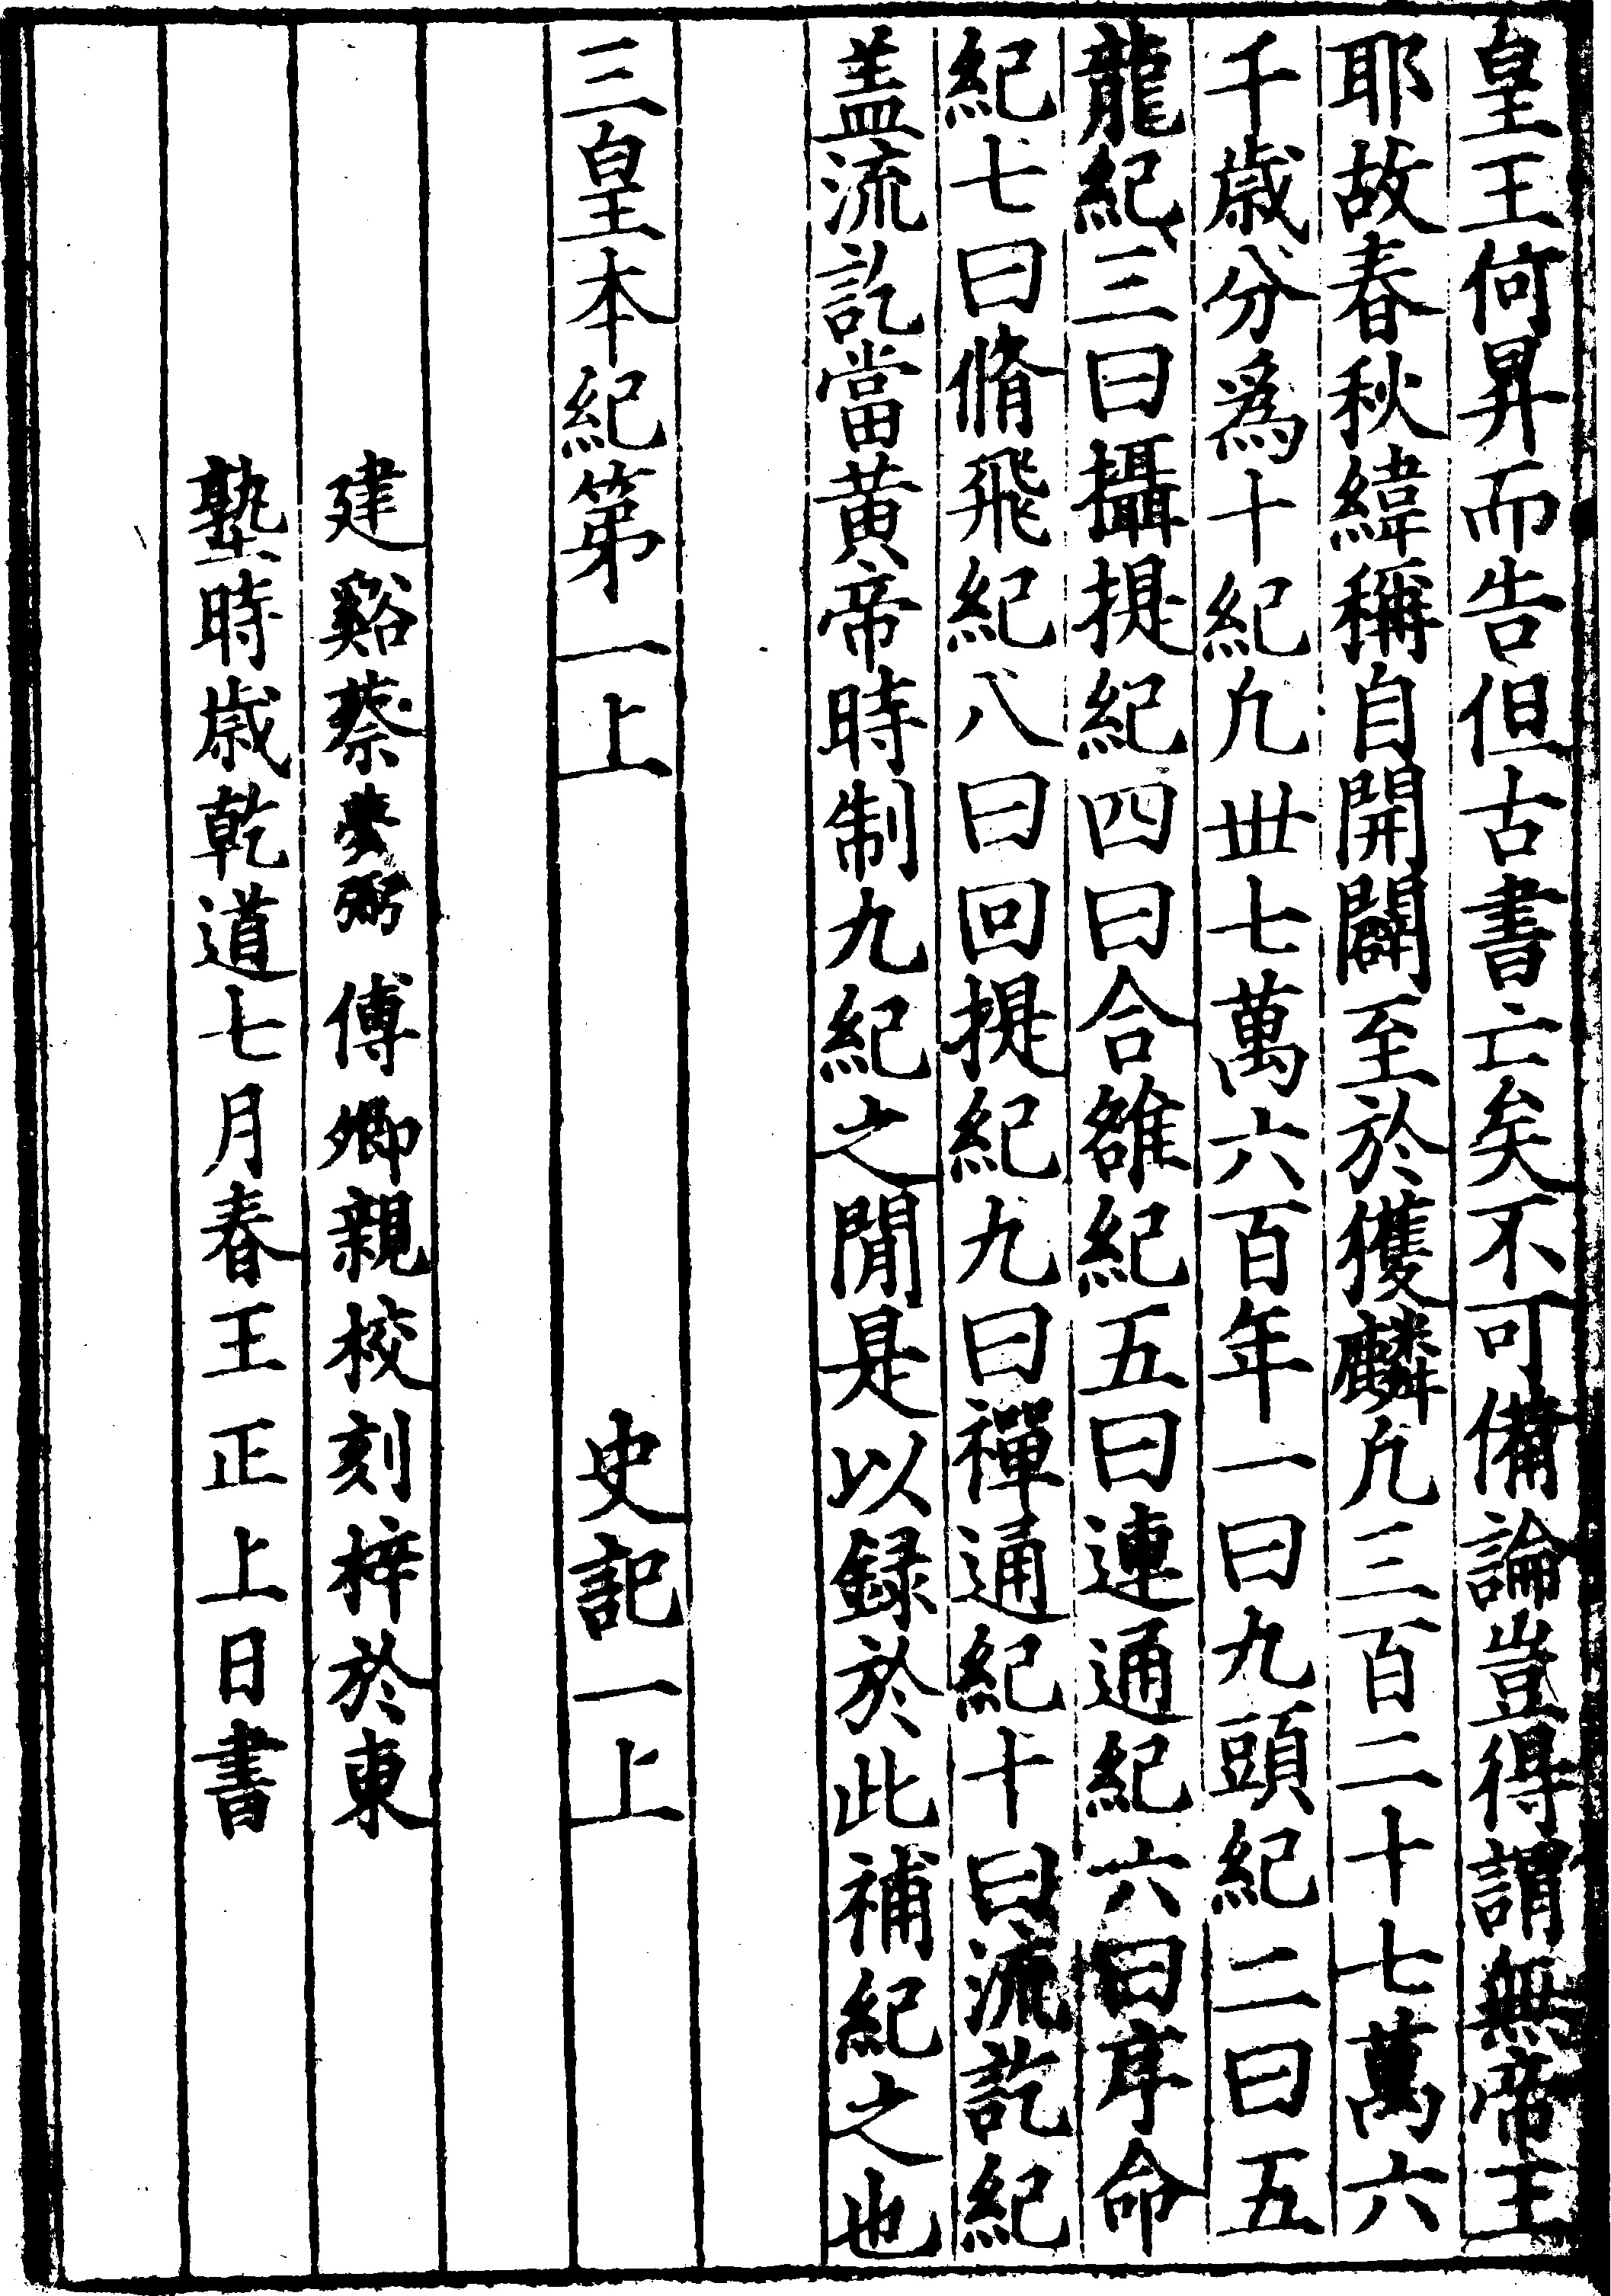 皇王何昇而告但古書亡矣不可備論豈得謂無帝王
耶故春秋緯稱自開闢至於獲麟凢三百二十七萬六
千歳分爲十紀凢丗七萬六百年一曰九頭紀二曰五
龍紀三曰攝提紀四曰合雒紀五曰連通紀六曰序命
紀七曰脩飛紀八曰回提紀九曰禪通紀十曰流訖紀
盖流訖當黄帝時制九紀之間是以録於此補紀之也
三皇本紀第一上 史記一上
建谿蔡夢弼傅卿親校刻梓於東
塾時歳乾道七月春王正上日書